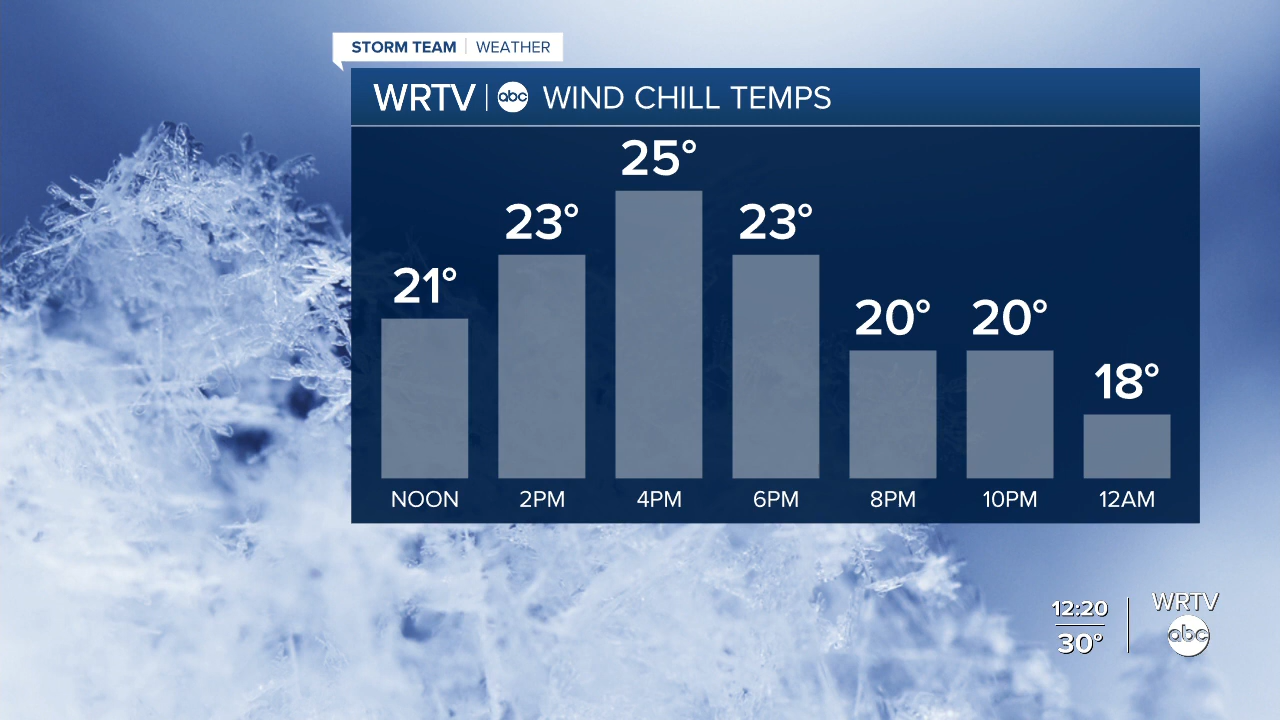 STORM TEAM | WEATHER
WRTV | abc WIND CHILL TEMPS
21° 23° 25° 23° 20° 20° 18°
NOON 2PM 4PM 6PM 8PM 10PM 12AM
12:20
30°
WRTV
abc